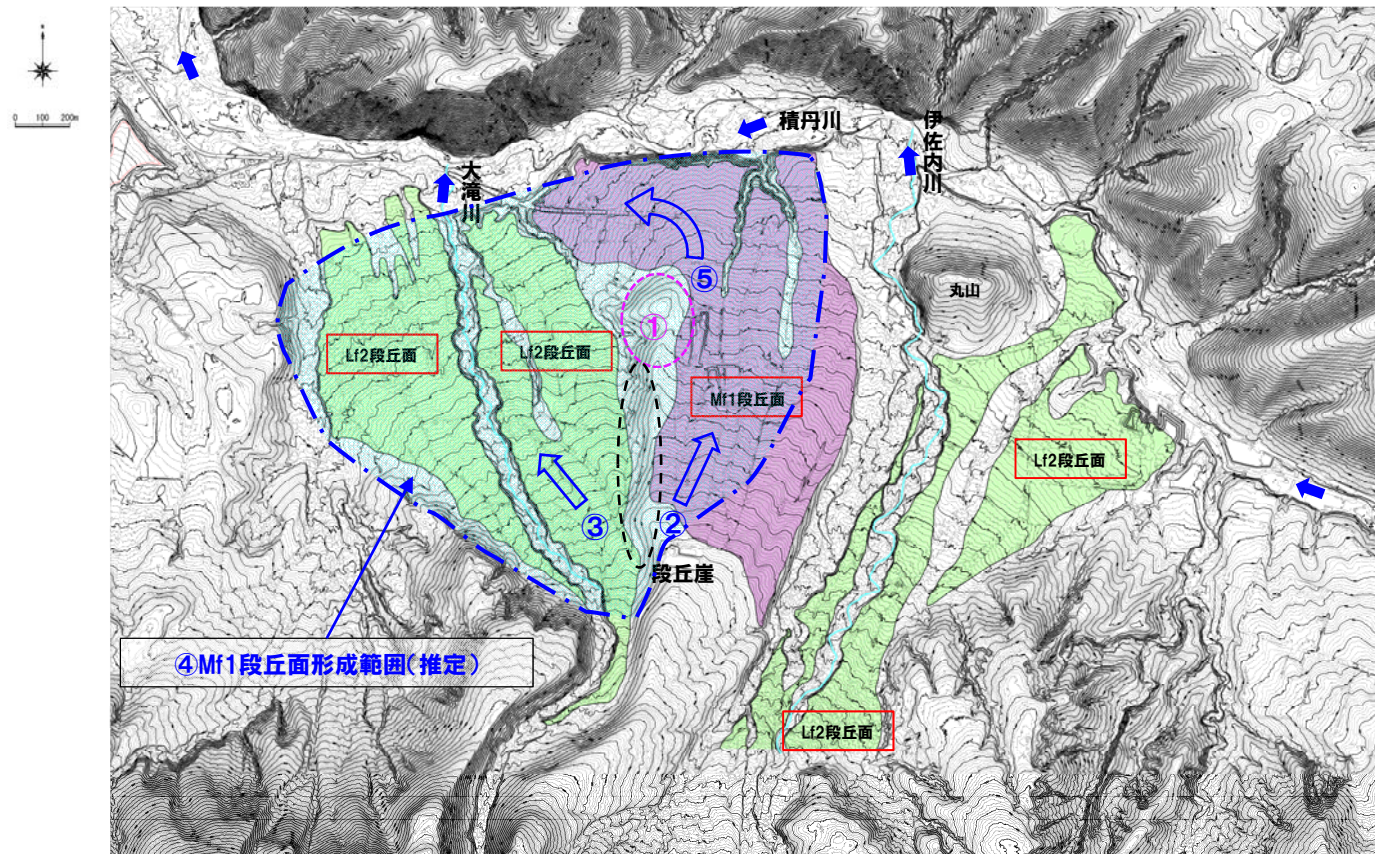 0 100 200m
積丹川
伊佐内川
大滝川
⑤
丸山
①
Lf2段丘面
Lf2段丘面
Mf1段丘面
Lf2段丘面
③
②
段丘崖
④Mf1段丘面形成範囲(推定)
Lf2段丘面